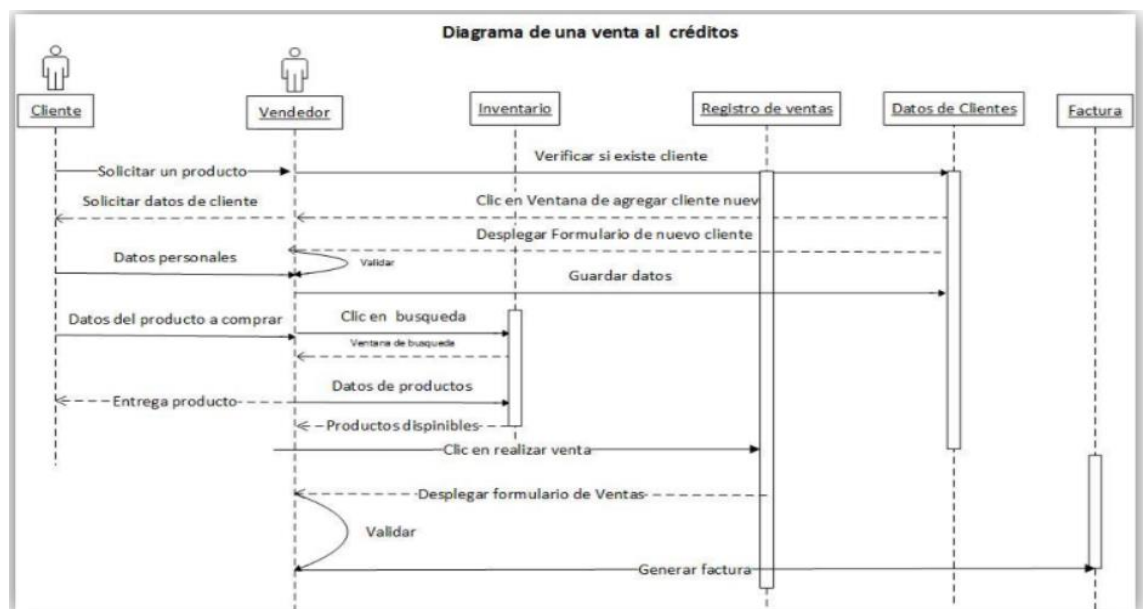 Diagrama de una venta al créditos
Cliente
Vendedor
Inventario
Registro de ventas
Datos de Clientes
Factura
Solicitar un producto
Verificar si existe cliente
Solicitar datos de cliente
Clic en Ventana de agregar cliente nuev
Desplegar Formulario de nuevo cliente
Datos personales
Validar
Guardar datos
Datos del producto a comprar
Clic en busqueda
Ventana de busqueda
Datos de productos
Entrega producto
Productos dispinibles
Clic en realizar venta
Desplegar formulario de Ventas
Validar
Generar factura